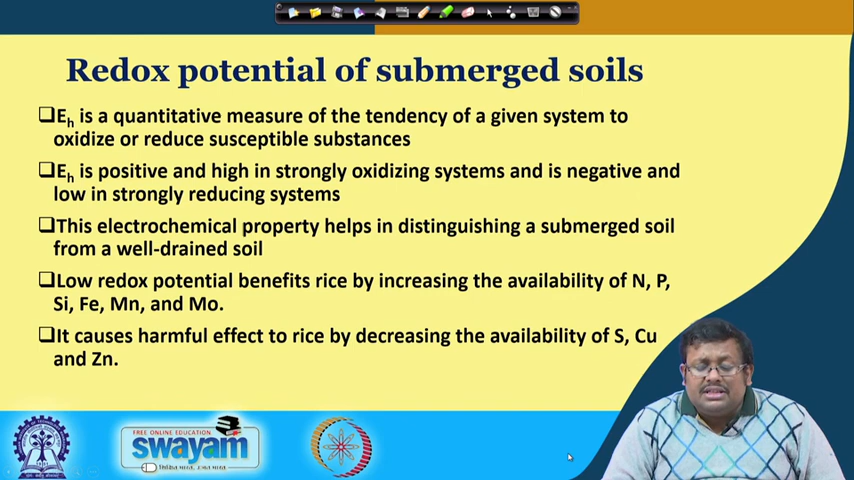 Redox potential of submerged soils
❑Eh is a quantitative measure of the tendency of a given system to
oxidize or reduce susceptible substances
❑Eh is positive and high in strongly oxidizing systems and is negative and
low in strongly reducing systems
❑This electrochemical property helps in distinguishing a submerged soil
from a well-drained soil
❑Low redox potential benefits rice by increasing the availability of N, P,
Si, Fe, Mn, and Mo.
❑It causes harmful effect to rice by decreasing the availability of S, Cu
and Zn.
FREE ONLINE EDUCATION
swayam